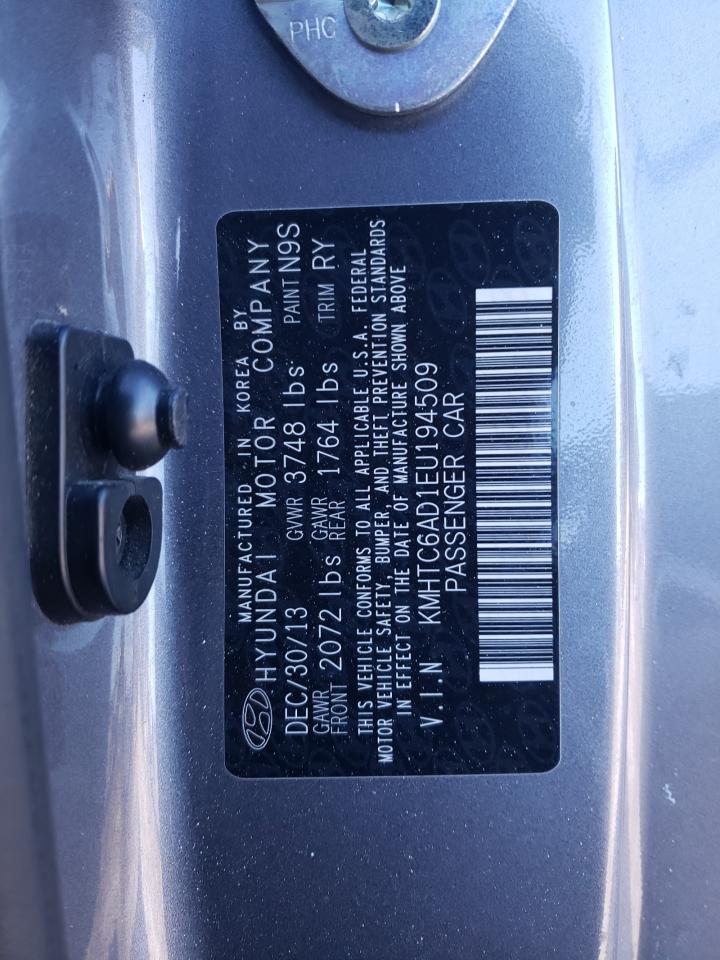 PHC
MANUFACTURED IN KOREA BY
HYUNDAI MOTOR COMPANY
DEC/30/13 GVWR 3748 lbs PAINT N9S
GAWR FRONT 2072 lbs GAWR REAR 1764 lbs TRIM RY
THIS VEHICLE CONFORMS TO ALL APPLICABLE U.S.A. FEDERAL
MOTOR VEHICLE SAFETY, BUMPER, AND THEFT PREVENTION STANDARDS
IN EFFECT ON THE DATE OF MANUFACTURE SHOWN ABOVE
V.I.N KMHTC6AD1EU194509
PASSENGER CAR